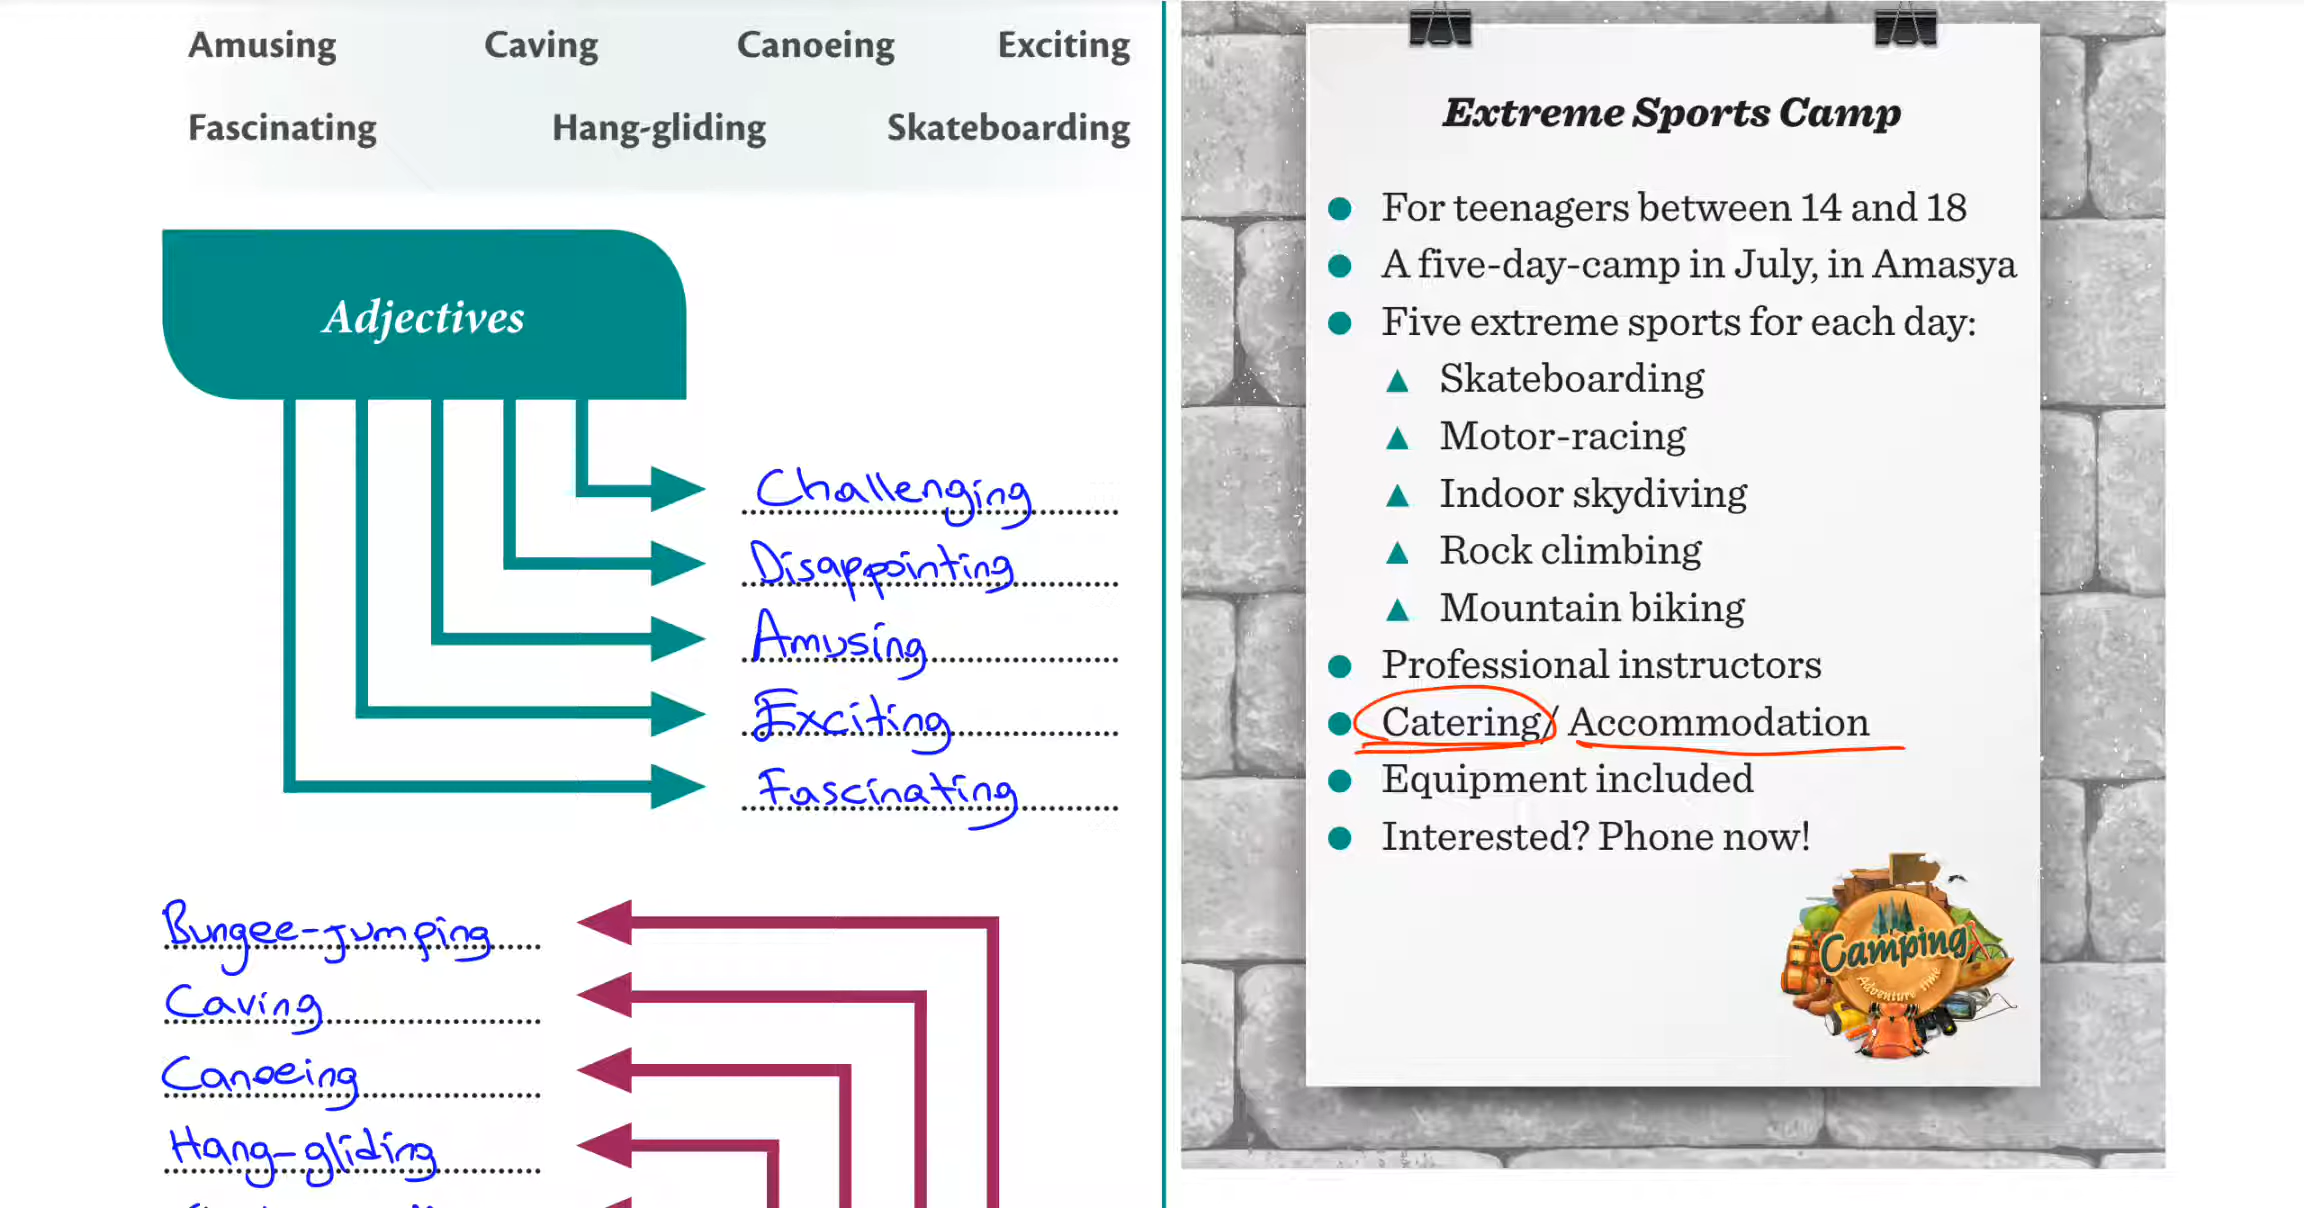 Amusing Caving Canoeing Exciting
Fascinating Hang-gliding Skateboarding
Adjectives
Challenging
Disappointing
Amusing
Exciting
Fascinating
Bungee-jumping
Caving
Canoeing
Hang-gliding
Extreme Sports Camp
For teenagers between 14 and 18
A five-day-camp in July, in Amasya
Five extreme sports for each day:
Skateboarding
Motor-racing
Indoor skydiving
Rock climbing
Mountain biking
Professional instructors
Catering/ Accommodation
Equipment included
Interested? Phone now!
Camping
Adventure time